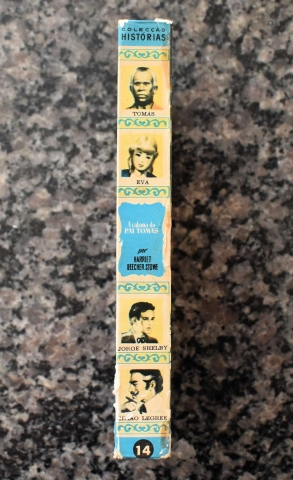 COLECÇÃO
HISTÓRIAS
TOMÁS
EVA
A cabana do
PAI TOMÁS
por
HARRIET
BEECHER STOWE
JORGE SHELBY
LEGREE
14